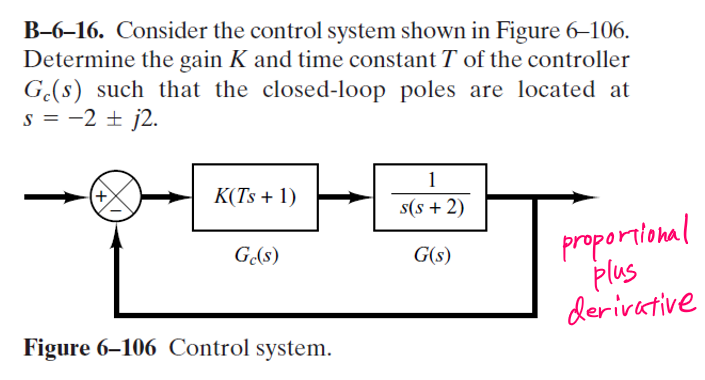 B–6–16. Consider the control system shown in Figure 6–106.
Determine the gain K and time constant T of the controller
Gc(s) such that the closed-loop poles are located at
s = −2 ± j2.
+
−
K(Ts + 1)
1
s(s + 2)
Gc(s)
G(s)
proportional
plus
derivative
Figure 6–106 Control system.